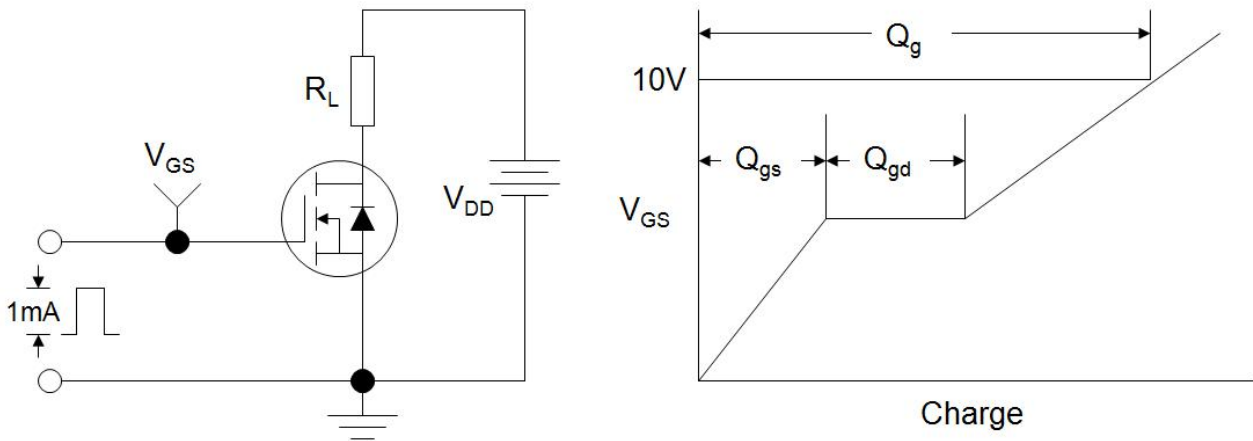 R_L
V_GS
V_DD
1mA
Q_g
10V
Q_gs
Q_gd
V_GS
Charge